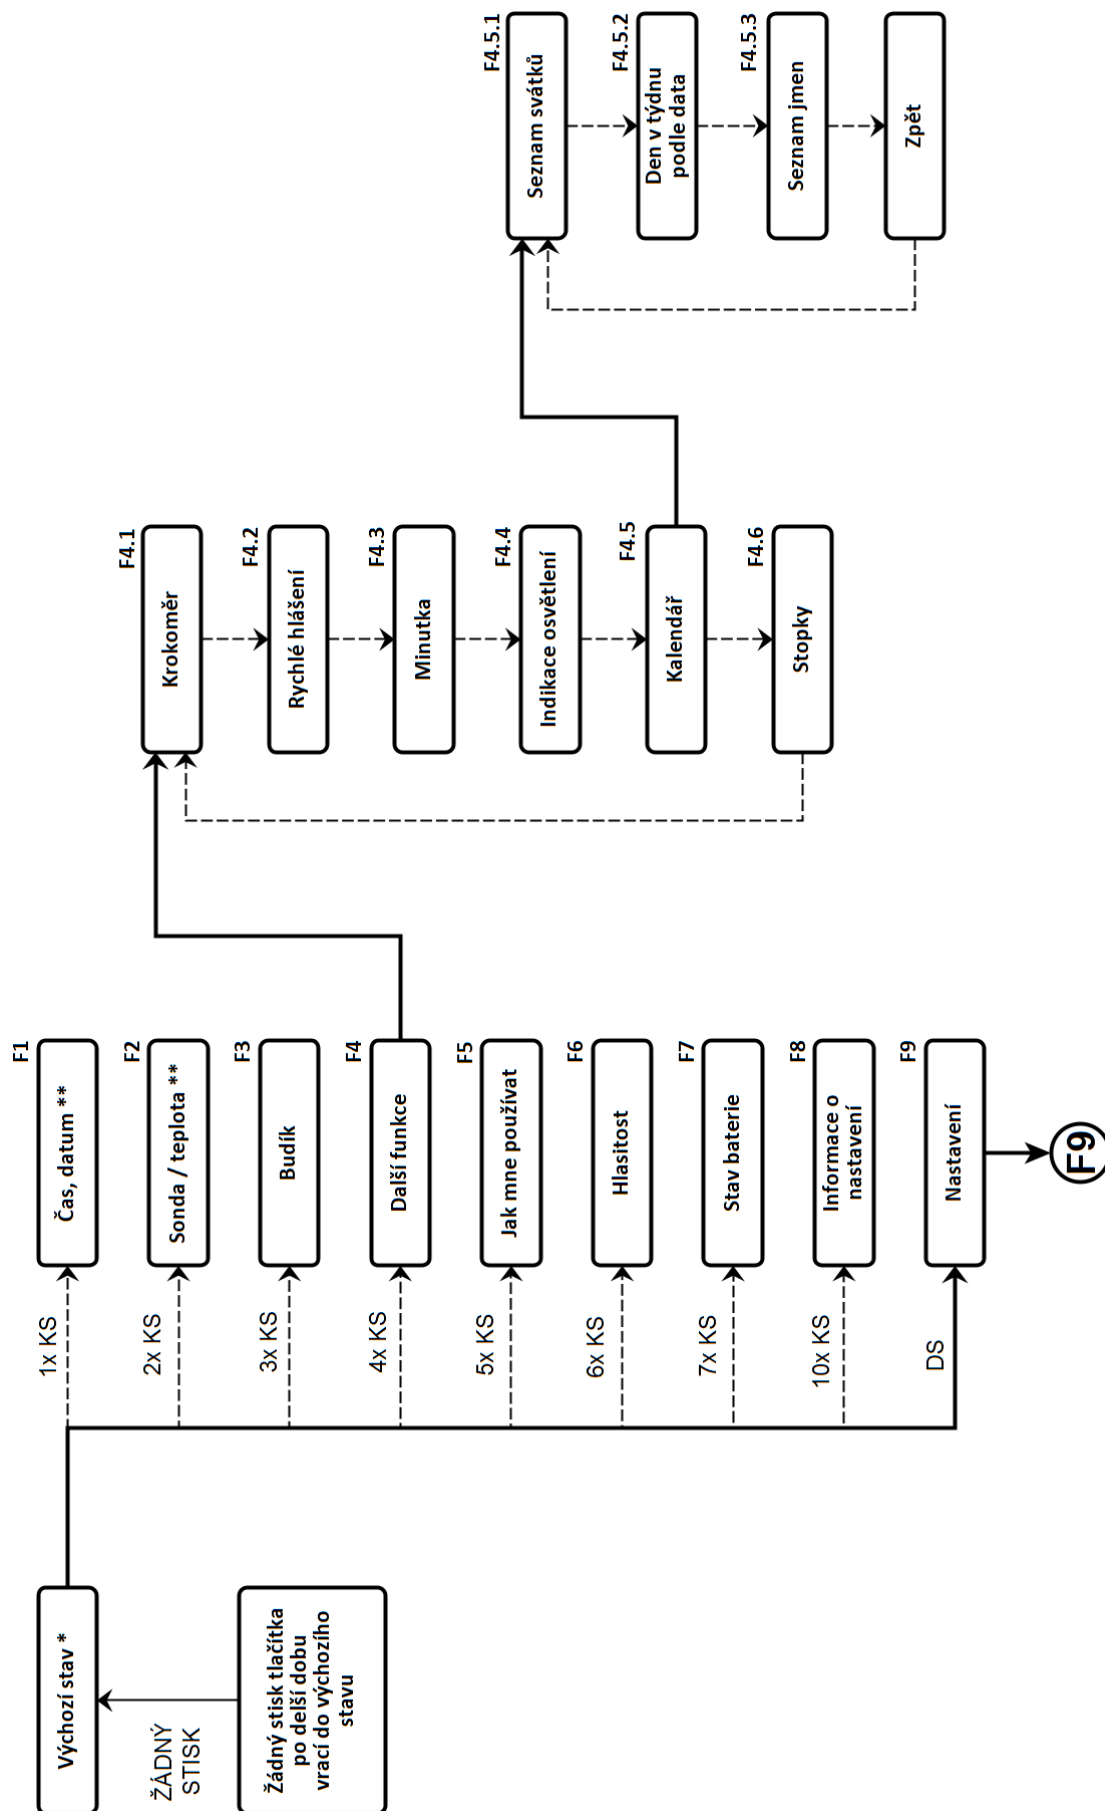 Výchozí stav *
ŽÁDNÝ
STISK
Žádný stisk tlačítka
po delší dobu
vrací do výchozího
stavu
1x KS
F1
Čas, datum **
2x KS
F2
Sonda / teplota **
3x KS
F3
Budík
4x KS
F4
Další funkce
5x KS
F5
Jak mne používat
6x KS
F6
Hlasitost
7x KS
F7
Stav baterie
10x KS
F8
Informace o
nastavení
DS
F9
Nastavení
F9
F4.1
Krokoměr
F4.2
Rychlé hlášení
F4.3
Minutka
F4.4
Indikace osvětlení
F4.5
Kalendář
F4.6
Stopky
F4.5.1
Seznam svátků
F4.5.2
Den v týdnu
podle data
F4.5.3
Seznam jmen
Zpět